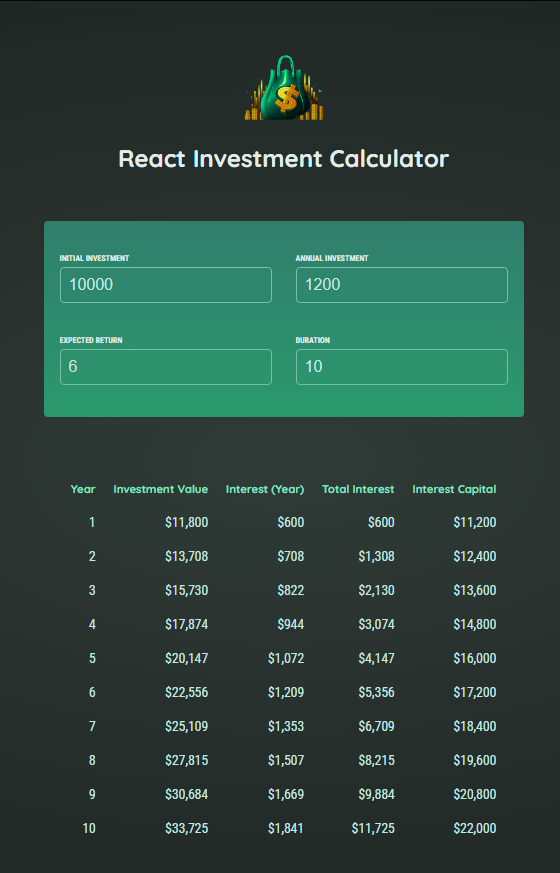 $
React Investment Calculator
INITIAL INVESTMENT ANNUAL INVESTMENT
10000 1200
EXPECTED RETURN DURATION
6 10
Year Investment Value Interest (Year) Total Interest Interest Capital
1 $11,800 $600 $600 $11,200
2 $13,708 $708 $1,308 $12,400
3 $15,730 $822 $2,130 $13,600
4 $17,874 $944 $3,074 $14,800
5 $20,147 $1,072 $4,147 $16,000
6 $22,556 $1,209 $5,356 $17,200
7 $25,109 $1,353 $6,709 $18,400
8 $27,815 $1,507 $8,215 $19,600
9 $30,684 $1,669 $9,884 $20,800
10 $33,725 $1,841 $11,725 $22,000